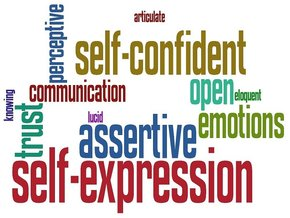 articulate
perceptive
self-confident
communication
open
eloquent
knowing
trust
lucid
assertive
emotions
self-expression